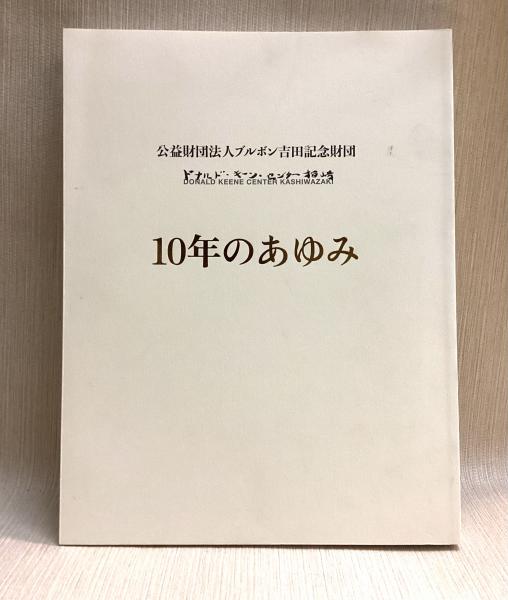 公益財団法人ブルボン吉田記念財団
ドナルド・キーン・センター柏崎
DONALD KEENE CENTER KASHIWAZAKI
10年のあゆみ